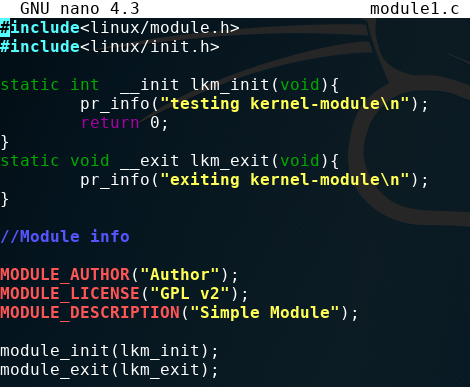 GNU nano 4.3 module1.c
#include<linux/module.h>
#include<linux/init.h>
static int  __init lkm_init(void){
        pr_info("testing kernel-module\n");
        return 0;
}
static void __exit lkm_exit(void){
        pr_info("exiting kernel-module\n");
}
//Module info
MODULE_AUTHOR("Author");
MODULE_LICENSE("GPL v2");
MODULE_DESCRIPTION("Simple Module");
module_init(lkm_init);
module_exit(lkm_exit);